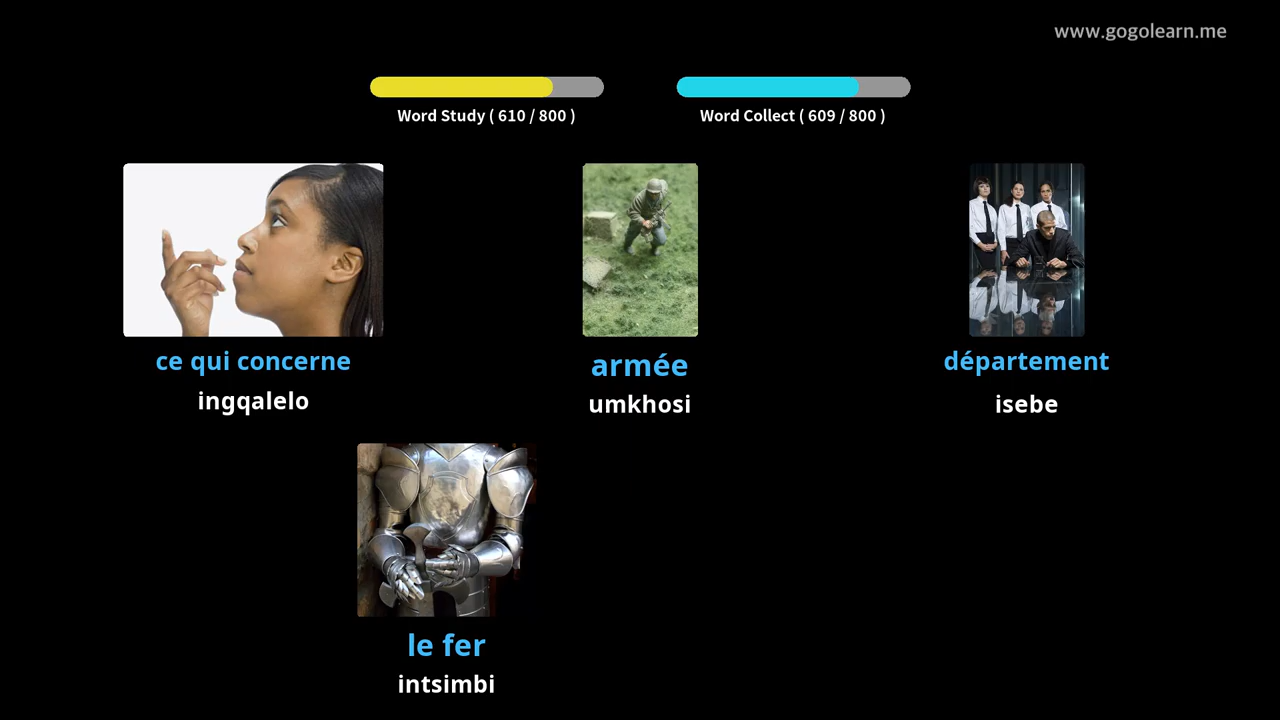 www.gogolearn.me
Word Study ( 610 / 800 )
Word Collect ( 609 / 800 )
ce qui concerne
ingqalelo
armée
umkhosi
département
isebe
le fer
intsimbi